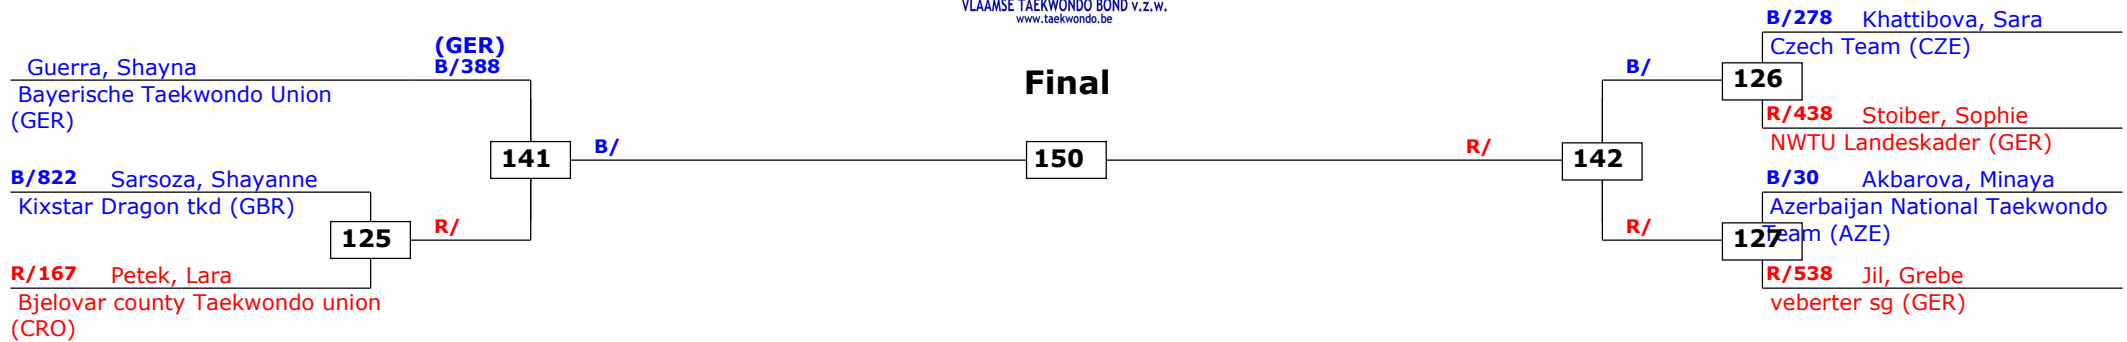 VLAAMSE TAEKWONDO BOND v.z.w.
www.taekwondo.be
(GER)
Guerra, Shayna B/388
Bayerische Taekwondo Union
(GER)
141
B/
B/822 Sarsoza, Shayanne
Kixstar Dragon tkd (GBR)
125
R/
R/167 Petek, Lara
Bjelovar county Taekwondo union
(CRO)
Final
150
B/278 Khattibova, Sara
Czech Team (CZE)
B/
126
R/438 Stoiber, Sophie
NWTU Landeskader (GER)
R/
142
B/30 Akbarova, Minaya
Azerbaijan National Taekwondo
Team (AZE)
R/
127
R/538 Jil, Grebe
veberter sg (GER)